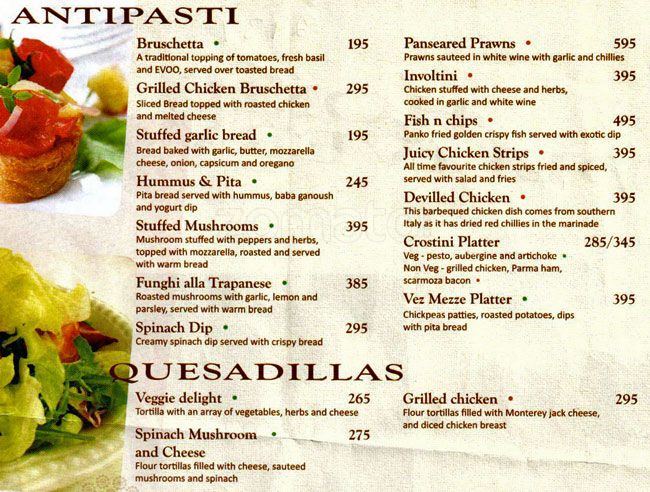 ANTIPASTI
Bruschetta • 195
A traditional topping of tomatoes, fresh basil
and EVOO, served over toasted bread
Grilled Chicken Bruschetta • 295
Sliced Bread topped with roasted chicken
and melted cheese
Stuffed garlic bread • 195
Bread baked with garlic, butter, mozzarella
cheese, onion, capsicum and oregano
Hummus & Pita • 245
Pita bread served with hummus, baba ganoush
and yogurt dip
Stuffed Mushrooms • 395
Mushroom stuffed with peppers and herbs,
topped with mozzarella, roasted and served
with warm bread
Funghi alla Trapanese • 385
Roasted mushrooms with garlic, lemon and
parsley, served with warm bread
Spinach Dip • 295
Creamy spinach dip served with crispy bread
Panseared Prawns • 595
Prawns sauteed in white wine with garlic and chillies
Involtini • 395
Chicken stuffed with cheese and herbs,
cooked in garlic and white wine
Fish n chips • 495
Panko fried golden crispy fish served with exotic dip
Juicy Chicken Strips • 395
All time favourite chicken strips fried and spiced,
served with salad and fries
Devilled Chicken • 395
This barbequed chicken dish comes from southern
Italy as it has dried red chillies in the marinade
Crostini Platter 285/345
Veg - pesto, aubergine and artichoke •
Non Veg - grilled chicken, Parma ham,
scarmoza bacon •
Vez Mezze Platter • 395
Chickpeas patties, roasted potatoes, dips
with pita bread
QUESADILLAS
Veggie delight • 265
Tortilla with an array of vegetables, herbs and cheese
Spinach Mushroom • 275
and Cheese
Flour tortillas filled with cheese, sauteed
mushrooms and spinach
Grilled chicken • 295
Flour tortillas filled with Monterey jack cheese,
and diced chicken breast